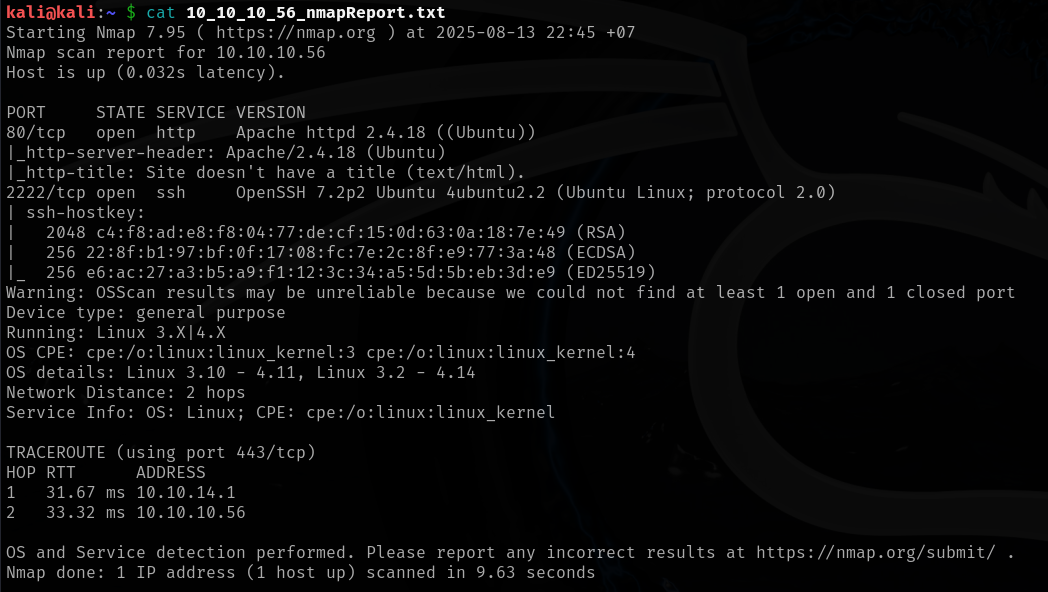 kali@kali:~ $ cat 10_10_10_56_nmapReport.txt
Starting Nmap 7.95 ( https://nmap.org ) at 2025-08-13 22:45 +07
Nmap scan report for 10.10.10.56
Host is up (0.032s latency).

PORT     STATE SERVICE VERSION
80/tcp   open  http    Apache httpd 2.4.18 ((Ubuntu))
|_http-server-header: Apache/2.4.18 (Ubuntu)
|_http-title: Site doesn't have a title (text/html).
2222/tcp open  ssh     OpenSSH 7.2p2 Ubuntu 4ubuntu2.2 (Ubuntu Linux; protocol 2.0)
| ssh-hostkey:
|   2048 c4:f8:ad:e8:f8:04:77:de:cf:15:0d:63:0a:18:7e:49 (RSA)
|   256 22:8f:b1:97:bf:0f:17:08:fc:7e:2c:8f:e9:77:3a:48 (ECDSA)
|_  256 e6:ac:27:a3:b5:a9:f1:12:3c:34:a5:5d:5b:eb:3d:e9 (ED25519)
Warning: OSScan results may be unreliable because we could not find at least 1 open and 1 closed port
Device type: general purpose
Running: Linux 3.X|4.X
OS CPE: cpe:/o:linux:linux_kernel:3 cpe:/o:linux:linux_kernel:4
OS details: Linux 3.10 - 4.11, Linux 3.2 - 4.14
Network Distance: 2 hops
Service Info: OS: Linux; CPE: cpe:/o:linux:linux_kernel

TRACEROUTE (using port 443/tcp)
HOP RTT      ADDRESS
1   31.67 ms 10.10.14.1
2   33.32 ms 10.10.10.56

OS and Service detection performed. Please report any incorrect results at https://nmap.org/submit/ .
Nmap done: 1 IP address (1 host up) scanned in 9.63 seconds